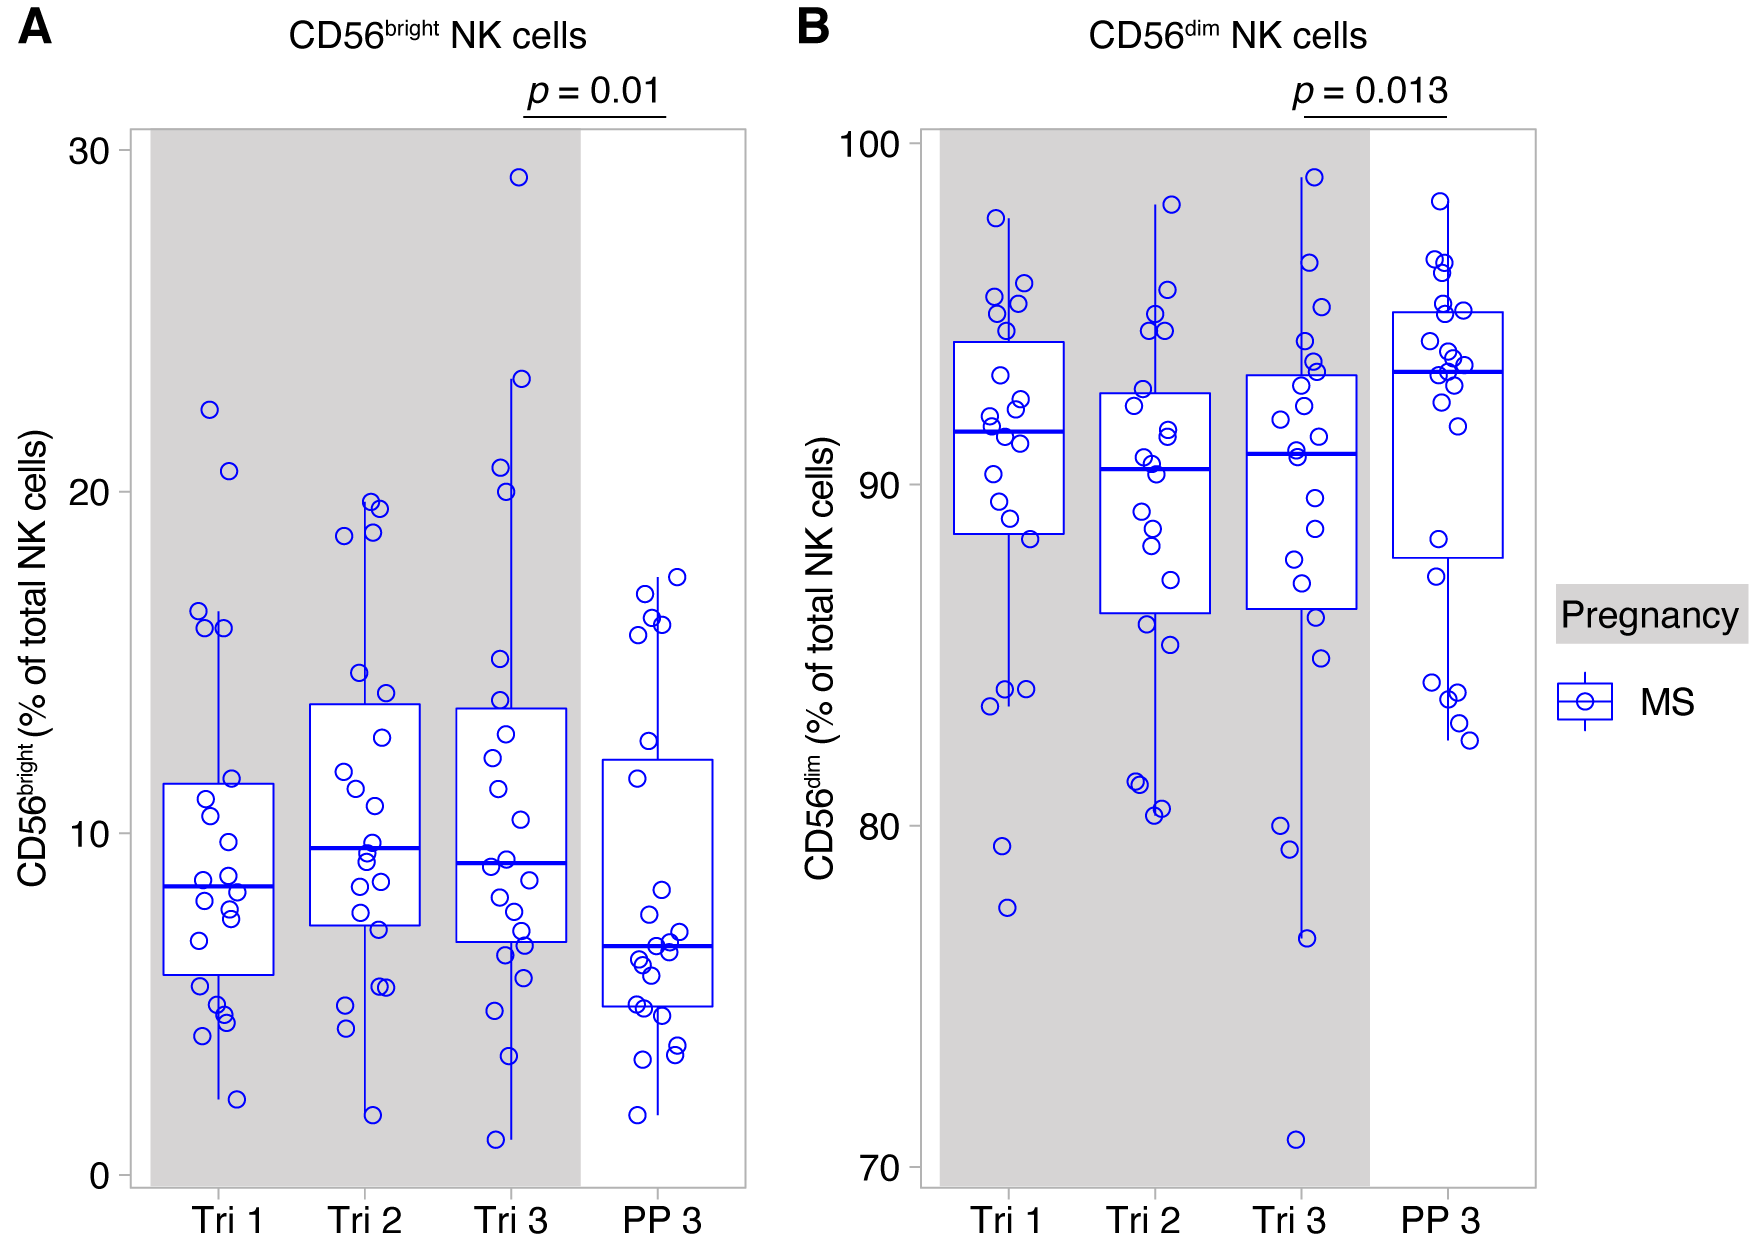 A
CD56bright NK cells
p = 0.01
CD56bright (% of total NK cells)
30
20
10
0
Tri 1 Tri 2 Tri 3 PP 3
B
CD56dim NK cells
p = 0.013
CD56dim (% of total NK cells)
100
90
80
70
Tri 1 Tri 2 Tri 3 PP 3
Pregnancy
MS